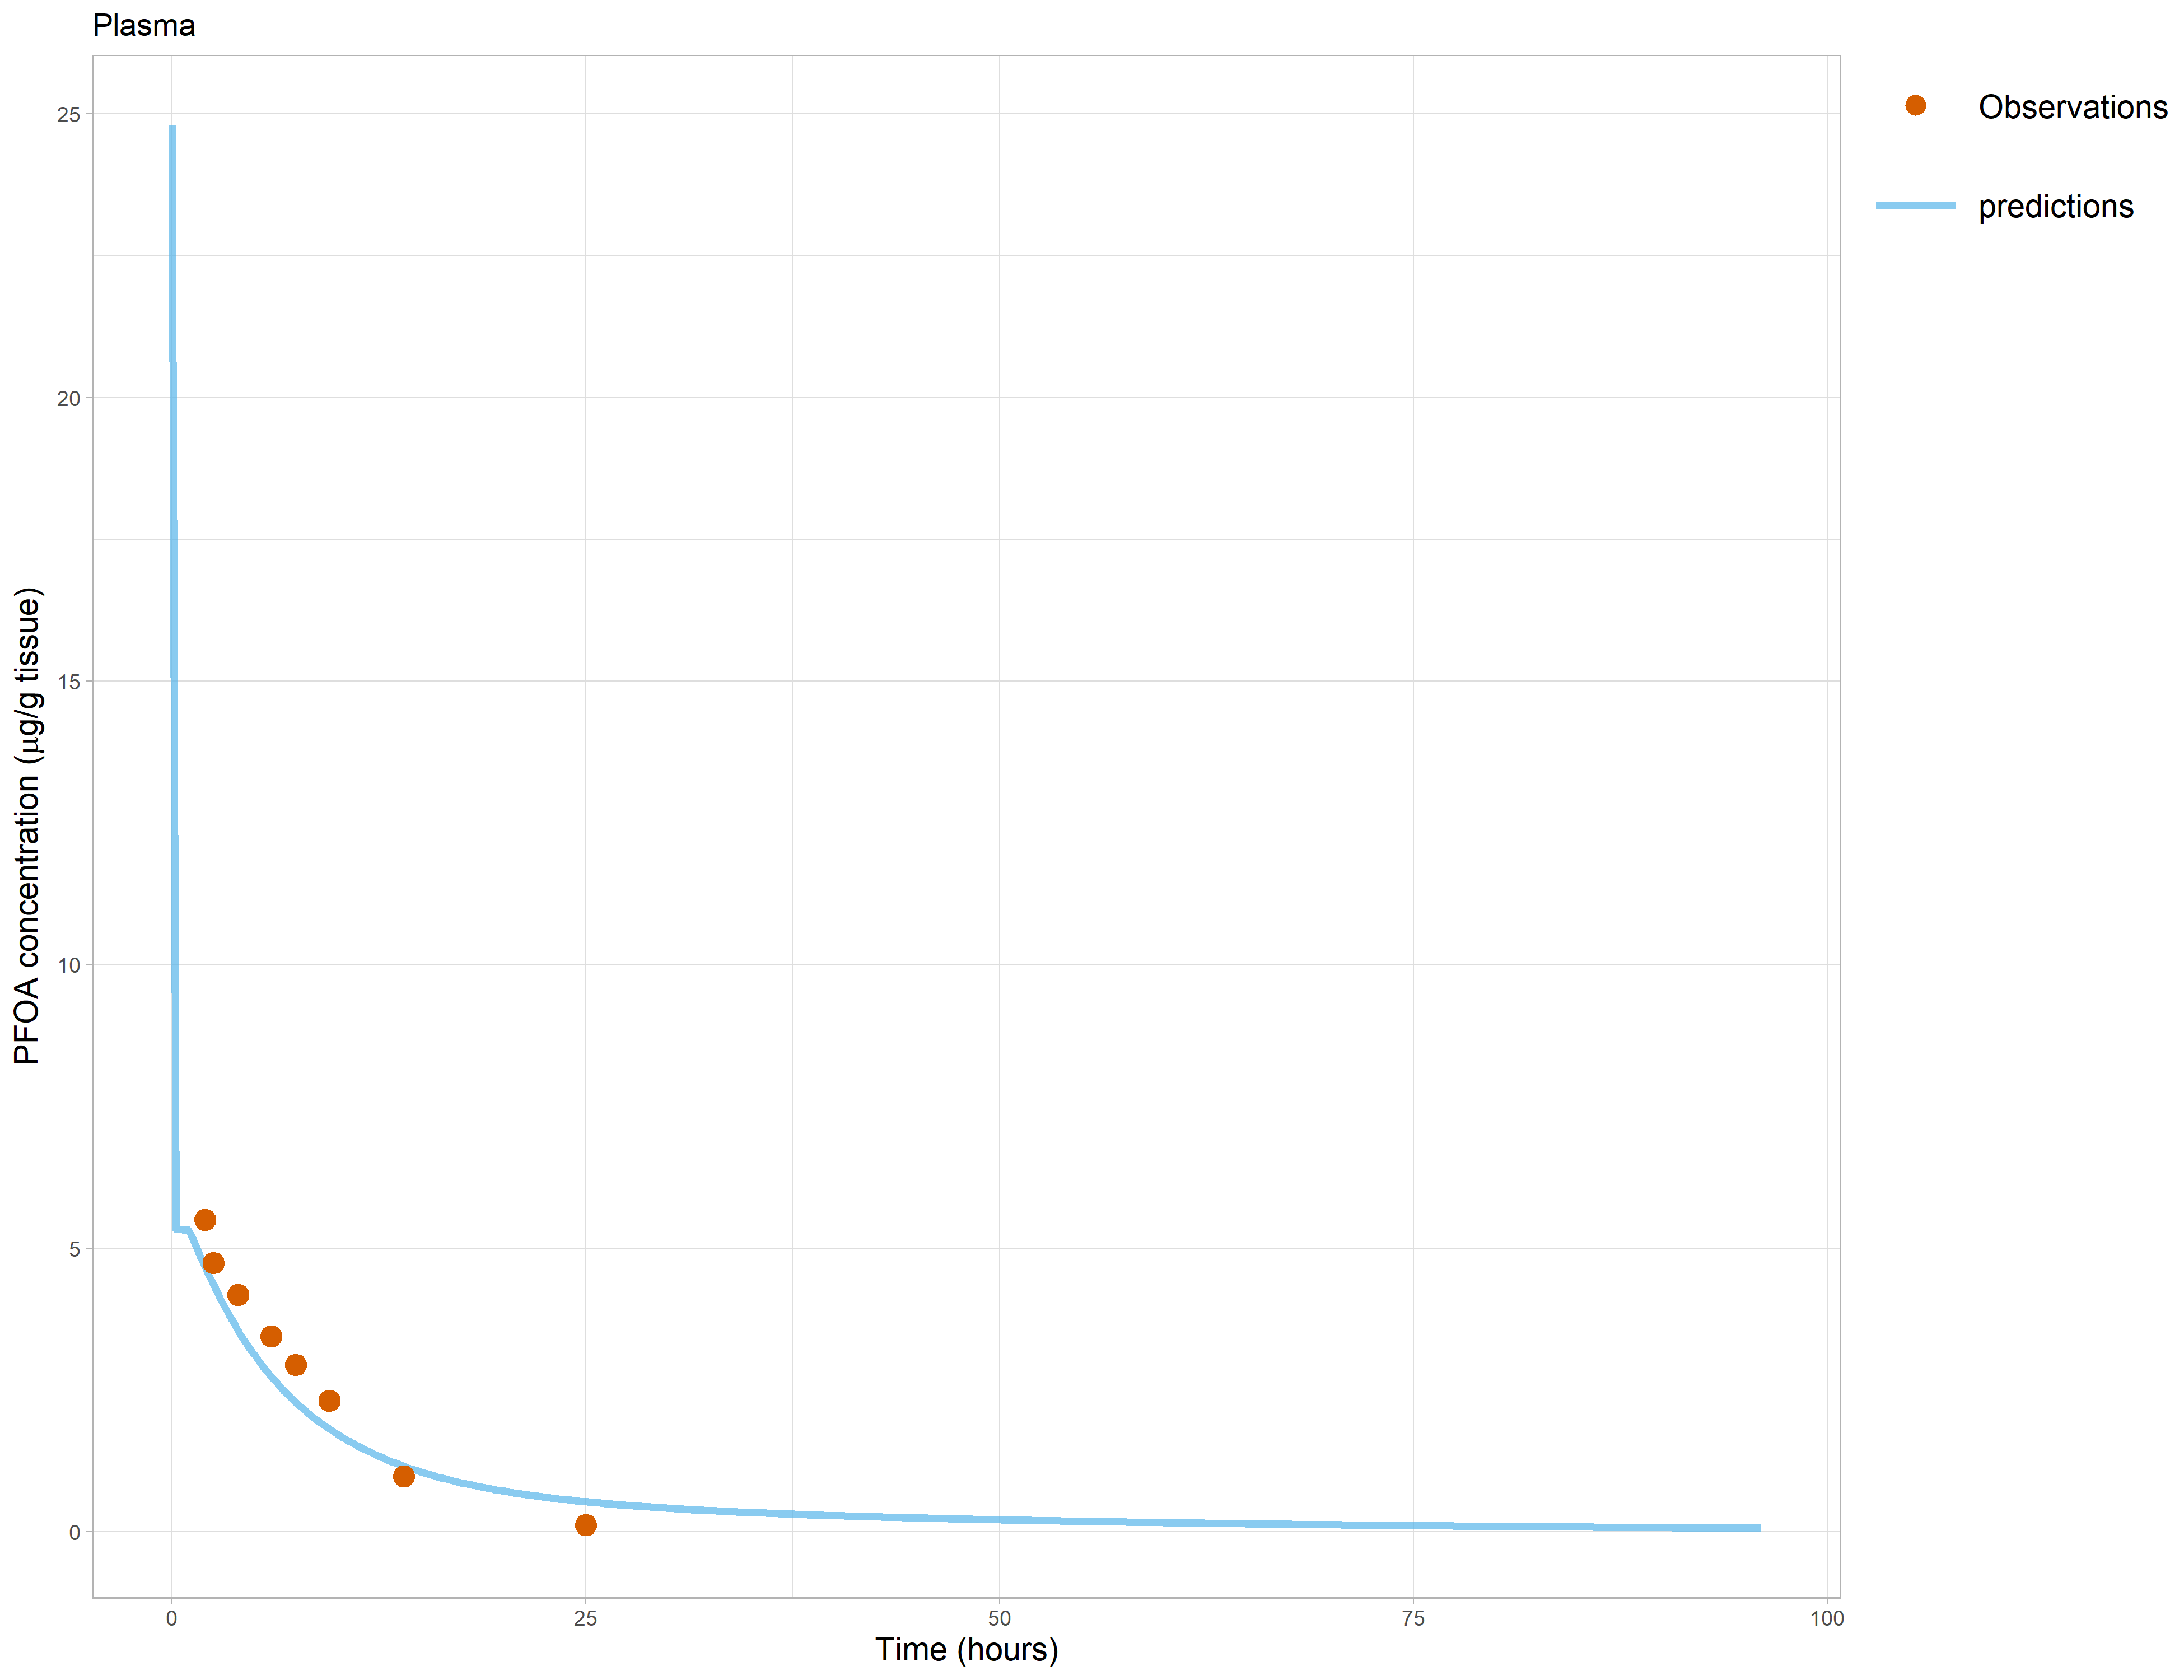 Plasma
25
20
15
10
5
0
PFOA concentration (μg/g tissue)
0 25 50 75 100
Time (hours)
Observations
predictions